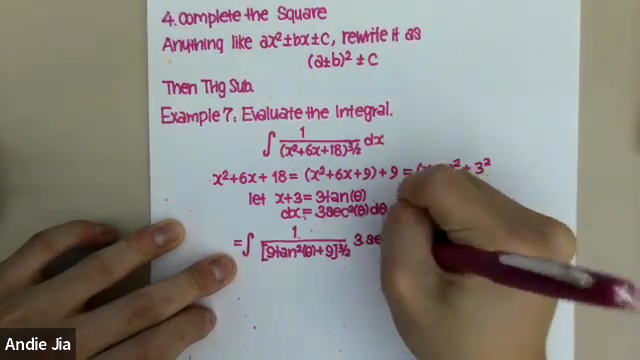 4. Complete the Square
Anything like ax²±bx±c, rewrite it as
(a±b)² ± C
Then Trig Sub.
Example 7: Evaluate the Integral.
∫ 1/(x²+6x+18)^3/2 dx
x²+6x+18 = (x²+6x+9)+9 = + 3²
let x+3=3tan(θ)
dx=3sec²(θ)dθ
=∫ 1/[9tan²(θ)+9]^3/2 3se
Andie Jia